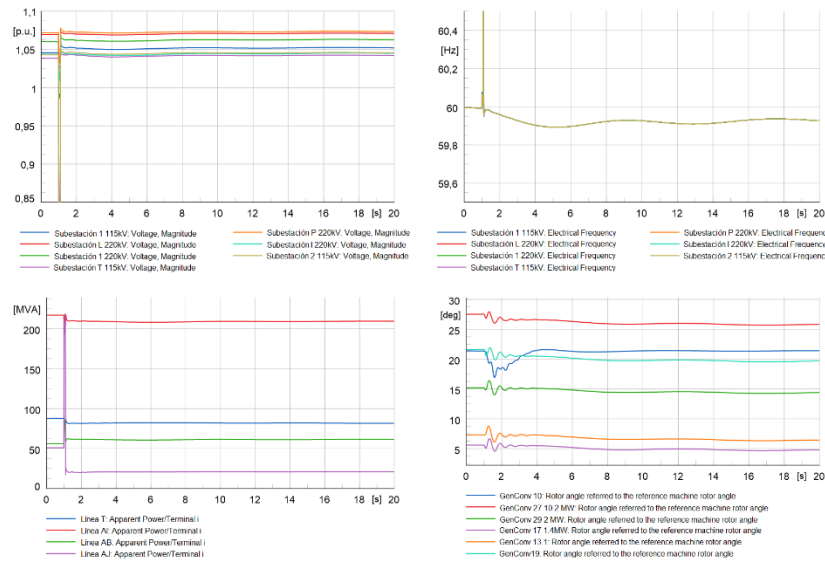 1,1
[p.u.]
1,05
1
0,95
0,9
0,85
0 2 4 6 8 10 12 14 16 [s] 20
Subestación 1 115kV: Voltage, Magnitude
Subestación L 220kV: Voltage, Magnitude
Subestación 1 220kV: Voltage, Magnitude
Subestación T 115kV: Voltage, Magnitude
Subestación P 220kV: Voltage, Magnitude
Subestación I 220kV: Voltage, Magnitude
Subestación 2 115kV: Voltage, Magnitude
60,4
[Hz]
60,2
60
59,8
59,6
0 2 4 6 8 10 12 14 16 [s] 20
Subestación 1 115kV: Electrical Frequency
Subestación L 220kV: Electrical Frequency
Subestación 1 220kV: Electrical Frequency
Subestación T 115kV: Electrical Frequency
Subestación P 220kV: Electrical Frequency
Subestación I 220kV: Electrical Frequency
Subestación 2 115kV: Electrical Frequency
[MVA]
200
150
100
50
0
0 2 4 6 8 10 12 14 16 [s] 20
Línea T: Apparent Power/Terminal i
Línea AI: Apparent Power/Terminal i
Línea AB: Apparent Power/Terminal i
Línea AJ: Apparent Power/Terminal i
30
[deg]
25
20
15
10
5
0 2 4 6 8 10 12 14 16 [s] 20
GenConv 10: Rotor angle referred to the reference machine rotor angle
GenConv 27 10.2 MW: Rotor angle referred to the reference machine rotor angle
GenConv 29 2 MW: Rotor angle referred to the reference machine rotor angle
GenConv 17 1.4MW: Rotor angle referred to the reference machine rotor angle
GenConv 13.1: Rotor angle referred to the reference machine rotor angle
GenConv19: Rotor angle referred to the reference machine rotor angle